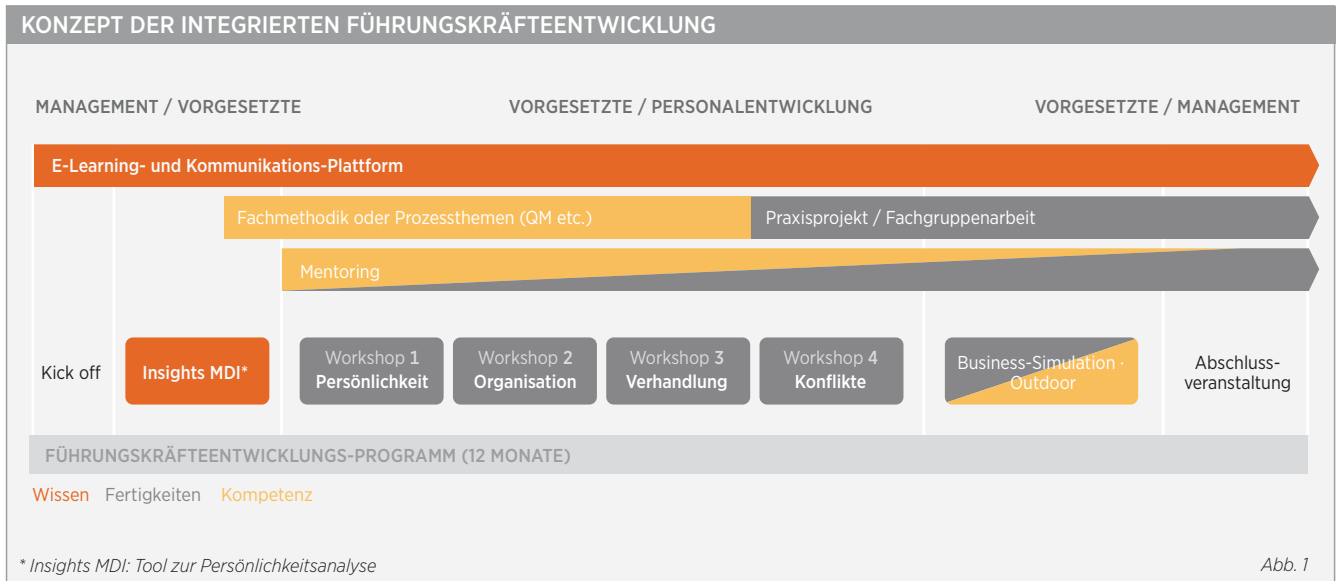 KONZEPT DER INTEGRIERTEN FÜHRUNGSKRÄFTEENTWICKLUNG
MANAGEMENT / VORGESETZTE
VORGESETZTE / PERSONALENTWICKLUNG
VORGESETZTE / MANAGEMENT
E-Learning- und Kommunikations-Plattform
Fachmethodik oder Prozessthemen (QM etc.)
Praxisprojekt / Fachgruppenarbeit
Mentoring
Kick off
Insights MDI*
Workshop 1
Persönlichkeit
Workshop 2
Organisation
Workshop 3
Verhandlung
Workshop 4
Konflikte
Business-Simulation ·
Outdoor
Abschluss-
veranstaltung
FÜHRUNGSKRÄFTEENTWICKLUNGS-PROGRAMM (12 MONATE)
Wissen Fertigkeiten Kompetenz
* Insights MDI: Tool zur Persönlichkeitsanalyse
Abb. 1